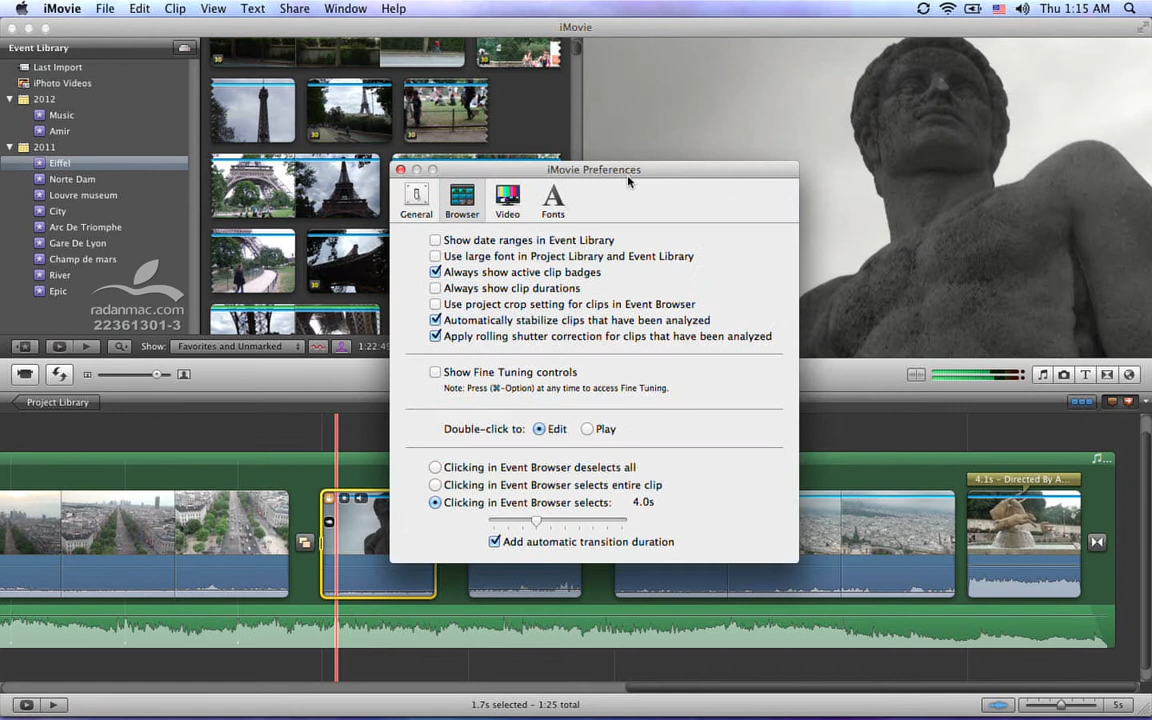 iMovie File Edit Clip View Text Share Window Help Thu 1:15 AM
iMovie
Event Library
Last Import
iPhoto Videos
2012
Music
Amir
2011
Eiffel
Norte Dam
Louvre museum
City
Arc De Triomphe
Gare De Lyon
Champ de mars
River
Epic
radanmac.com
22361301-3
iMovie Preferences
General Browser Video Fonts
Show date ranges in Event Library
Use large font in Project Library and Event Library
Always show active clip badges
Always show clip durations
Use project crop setting for clips in Event Browser
Automatically stabilize clips that have been analyzed
Apply rolling shutter correction for clips that have been analyzed
Show Fine Tuning controls
Note: Press (⌘-Option) at any time to access Fine Tuning.
Double-click to: Edit Play
Clicking in Event Browser deselects all
Clicking in Event Browser selects entire clip
Clicking in Event Browser selects: 4.0s
Add automatic transition duration
Show: Favorites and Unmarked 1:22:49
Project Library
4.1s – Directed By A...
1.7s selected – 1:25 total
5s